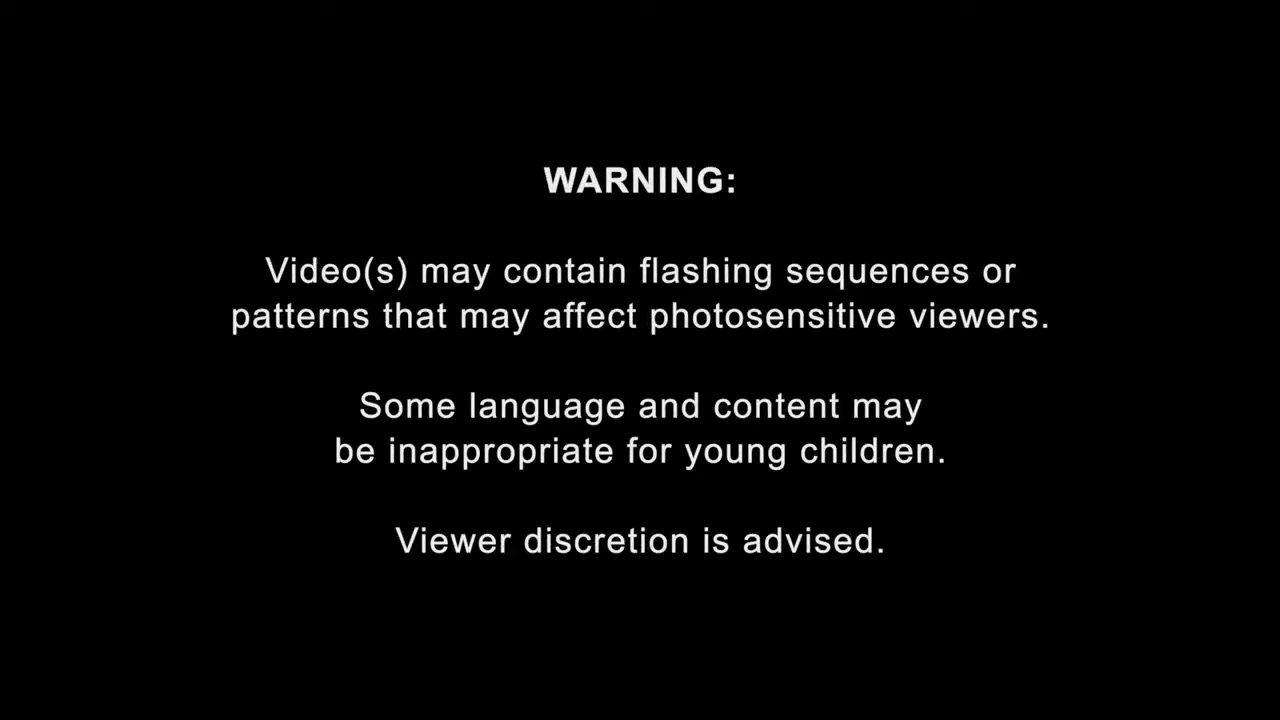 WARNING:
Video(s) may contain flashing sequences or
patterns that may affect photosensitive viewers.
Some language and content may
be inappropriate for young children.
Viewer discretion is advised.